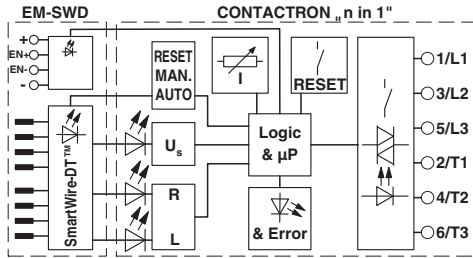 EM-SWD
CONTACTRON „n in 1"
+
EN+
EN-
-
SmartWire-DT™
RESET
MAN.
AUTO
I
RESET
Us
Logic
& µP
R
L
& Error
1/L1
3/L2
5/L3
2/T1
4/T2
6/T3